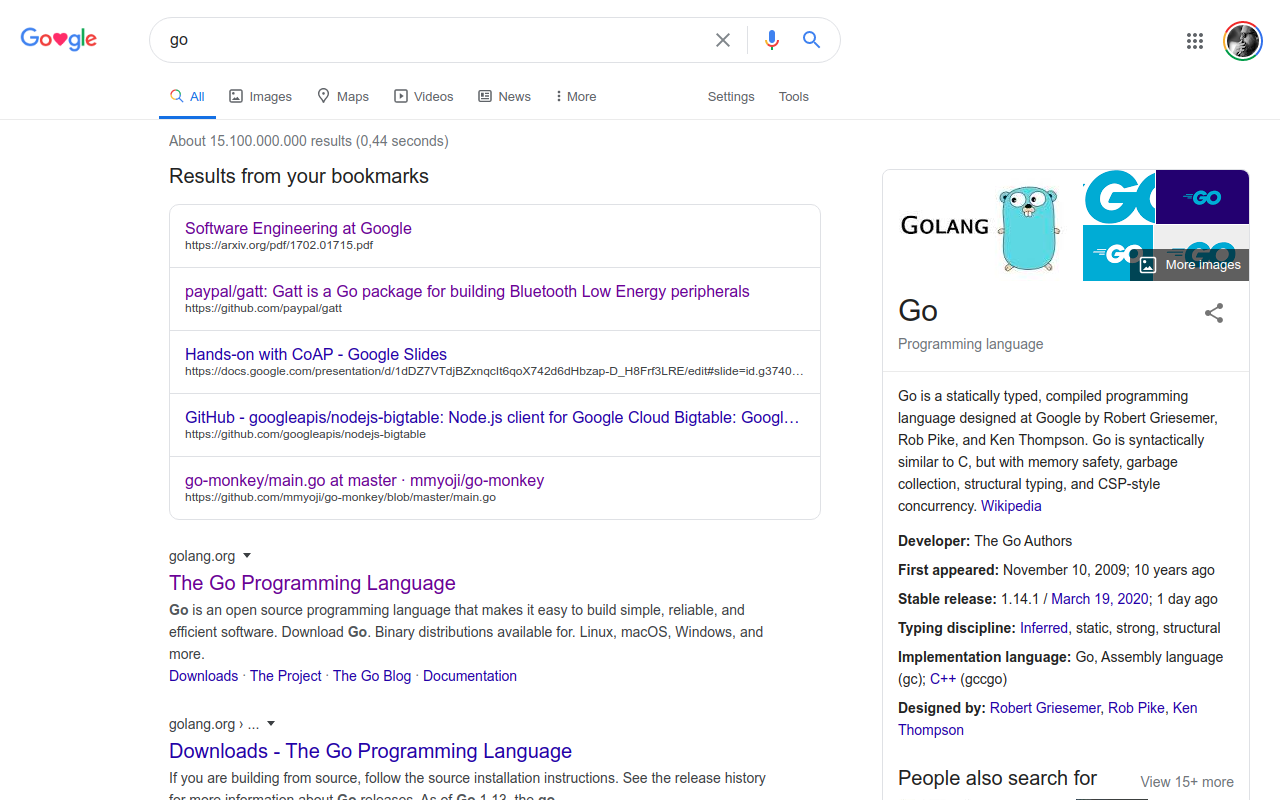 Google
go
All
Images
Maps
Videos
News
More
Settings
Tools
About 15.100.000.000 results (0,44 seconds)
Results from your bookmarks
Software Engineering at Google
https://arxiv.org/pdf/1702.01715.pdf
paypal/gatt: Gatt is a Go package for building Bluetooth Low Energy peripherals
https://github.com/paypal/gatt
Hands-on with CoAP - Google Slides
https://docs.google.com/presentation/d/1dDZ7VTdjBZxnqcIt6qoX742d6dHbzap-D_H8Frf3LRE/edit#slide=id.g3740…
GitHub - googleapis/nodejs-bigtable: Node.js client for Google Cloud Bigtable: Googl…
https://github.com/googleapis/nodejs-bigtable
go-monkey/main.go at master · mmyoji/go-monkey
https://github.com/mmyoji/go-monkey/blob/master/main.go
golang.org
The Go Programming Language
Go is an open source programming language that makes it easy to build simple, reliable, and
efficient software. Download Go. Binary distributions available for. Linux, macOS, Windows, and
more.
Downloads · The Project · The Go Blog · Documentation
golang.org › ...
Downloads - The Go Programming Language
If you are building from source, follow the source installation instructions. See the release history
for more information about Go releases. As of Go 1.13, the go
GOLANG
GO
GO
GO
GO
More images
Go
Programming language
Go is a statically typed, compiled programming
language designed at Google by Robert Griesemer,
Rob Pike, and Ken Thompson. Go is syntactically
similar to C, but with memory safety, garbage
collection, structural typing, and CSP-style
concurrency. Wikipedia
Developer: The Go Authors
First appeared: November 10, 2009; 10 years ago
Stable release: 1.14.1 / March 19, 2020; 1 day ago
Typing discipline: Inferred, static, strong, structural
Implementation language: Go, Assembly language
(gc); C++ (gccgo)
Designed by: Robert Griesemer, Rob Pike, Ken
Thompson
People also search for
View 15+ more